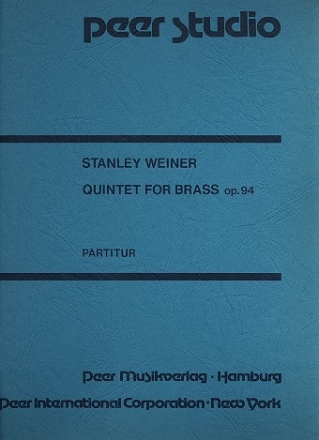 peer studio
STANLEY WEINER
QUINTET FOR BRASS op. 94
PARTITUR
Peer Musikverlag · Hamburg
Peer International Corporation · New York